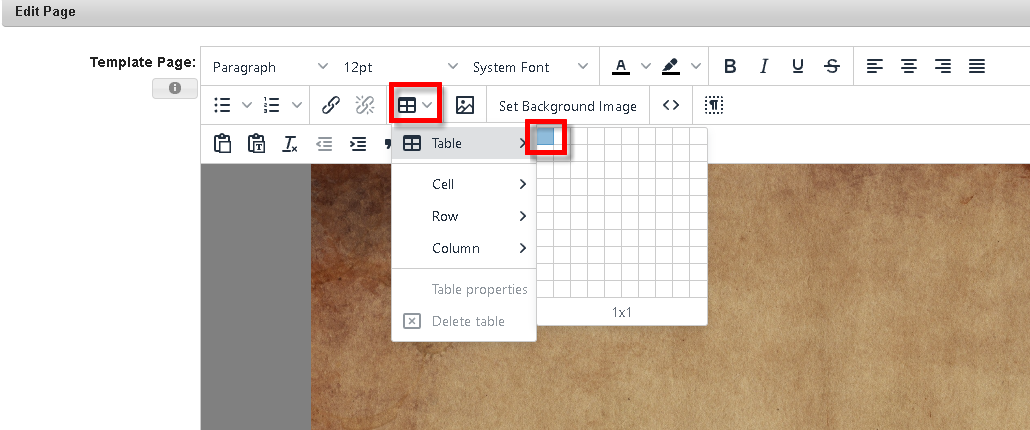 Edit Page
Template Page:
Paragraph 12pt System Font A B I U S
Set Background Image <>
Table
Cell
Row
Column
Table properties
Delete table
1x1